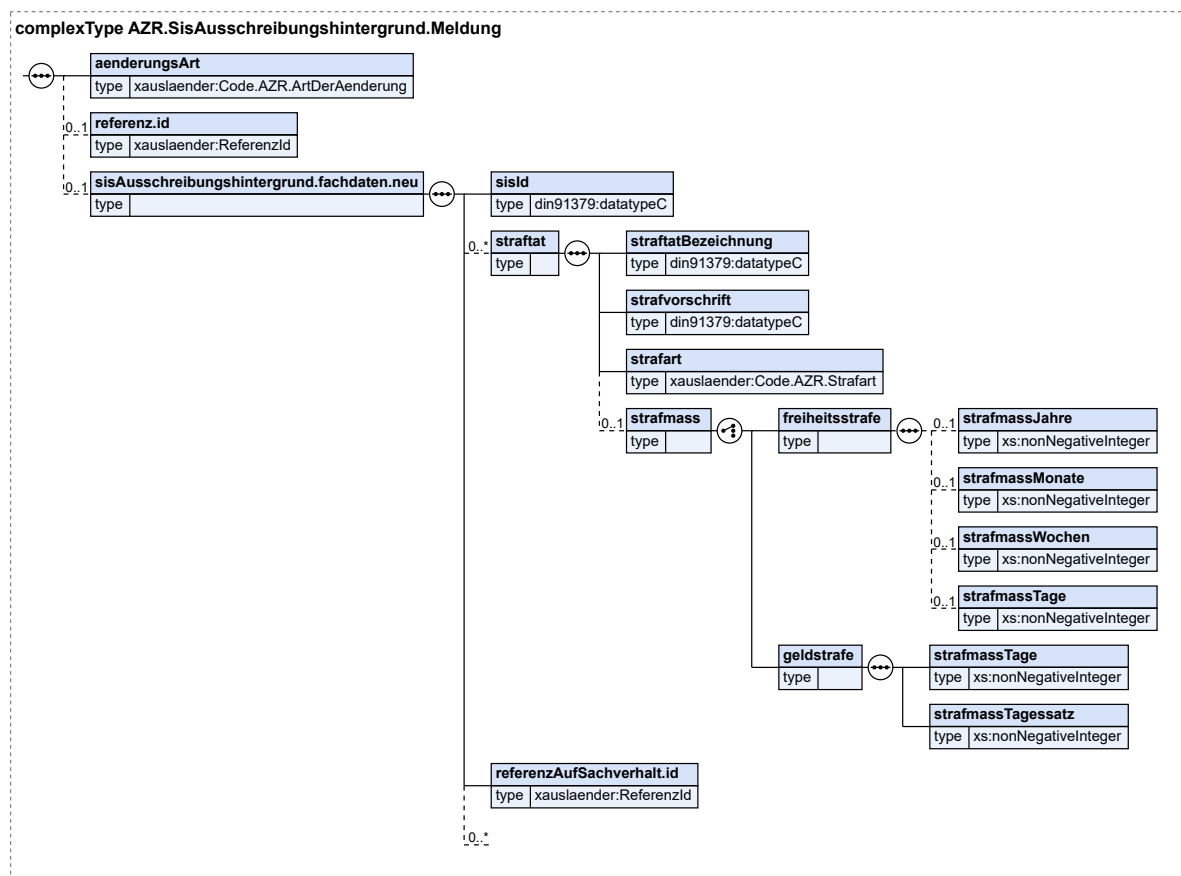 complexType AZR.SisAusschreibungshintergrund.Meldung
aenderungsArt
type xauslaender:Code.AZR.ArtDerAenderung
0..1
referenz.id
type xauslaender:ReferenzId
0..1
sisAusschreibungshintergrund.fachdaten.neu
type
sisId
type din91379:datatypeC
0..*
straftat
type
straftatBezeichnung
type din91379:datatypeC
strafvorschrift
type din91379:datatypeC
strafart
type xauslaender:Code.AZR.Strafart
0..1
strafmass
type
freiheitsstrafe
type
0..1
strafmassJahre
type xs:nonNegativeInteger
0..1
strafmassMonate
type xs:nonNegativeInteger
0..1
strafmassWochen
type xs:nonNegativeInteger
0..1
strafmassTage
type xs:nonNegativeInteger
geldstrafe
type
strafmassTage
type xs:nonNegativeInteger
strafmassTagessatz
type xs:nonNegativeInteger
referenzAufSachverhalt.id
type xauslaender:ReferenzId
0..*